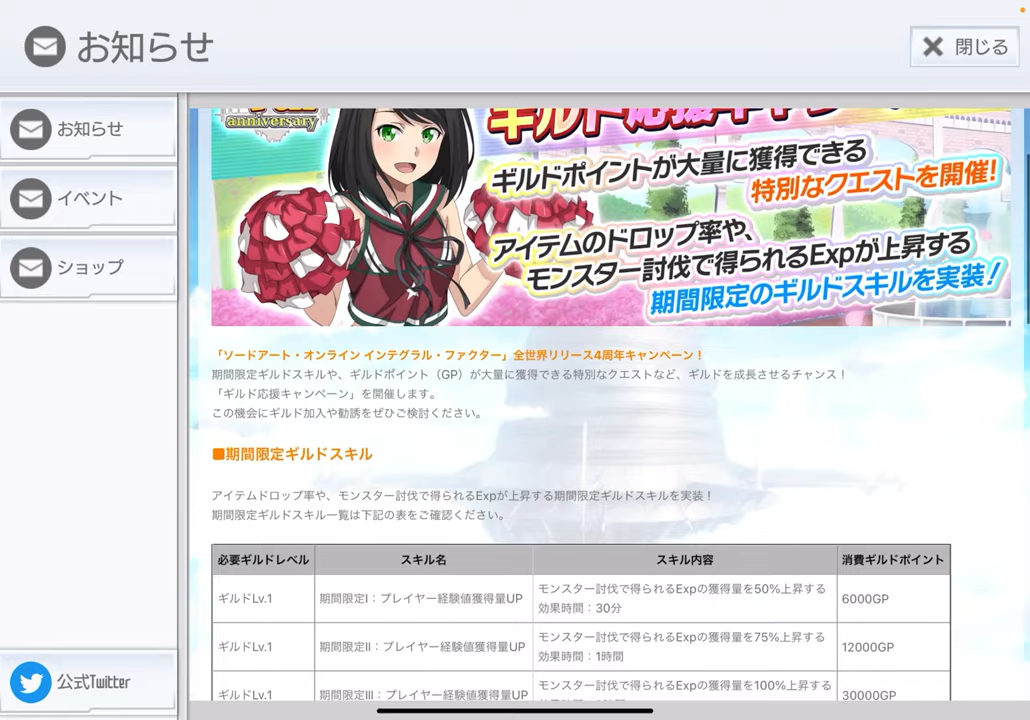 お知らせ
閉じる
お知らせ
イベント
ショップ
公式Twitter
anniversary
ギルドポイントが大量に獲得できる
特別なクエストを開催!
アイテムのドロップ率や、
モンスター討伐で得られるExpが上昇する
期間限定のギルドスキルを実装!
「ソードアート・オンライン インテグラル・ファクター」全世界リリース4周年キャンペーン！
期間限定ギルドスキルや、ギルドポイント（GP）が大量に獲得できる特別なクエストなど、ギルドを成長させるチャンス！
「ギルド応援キャンペーン」を開催します。
この機会にギルド加入や勧誘をぜひご検討ください。
■期間限定ギルドスキル
アイテムドロップ率や、モンスター討伐で得られるExpが上昇する期間限定ギルドスキルを実装！
期間限定ギルドスキル一覧は下記の表をご確認ください。
必要ギルドレベル スキル名 スキル内容 消費ギルドポイント
ギルドLv.1 期間限定I：プレイヤー経験値獲得量UP モンスター討伐で得られるExpの獲得量を50%上昇する 6000GP
効果時間：30分
ギルドLv.1 期間限定II：プレイヤー経験値獲得量UP モンスター討伐で得られるExpの獲得量を75%上昇する 12000GP
効果時間：1時間
ギルドLv.1 期間限定III：プレイヤー経験値獲得量UP モンスター討伐で得られるExpの獲得量を100%上昇する 30000GP